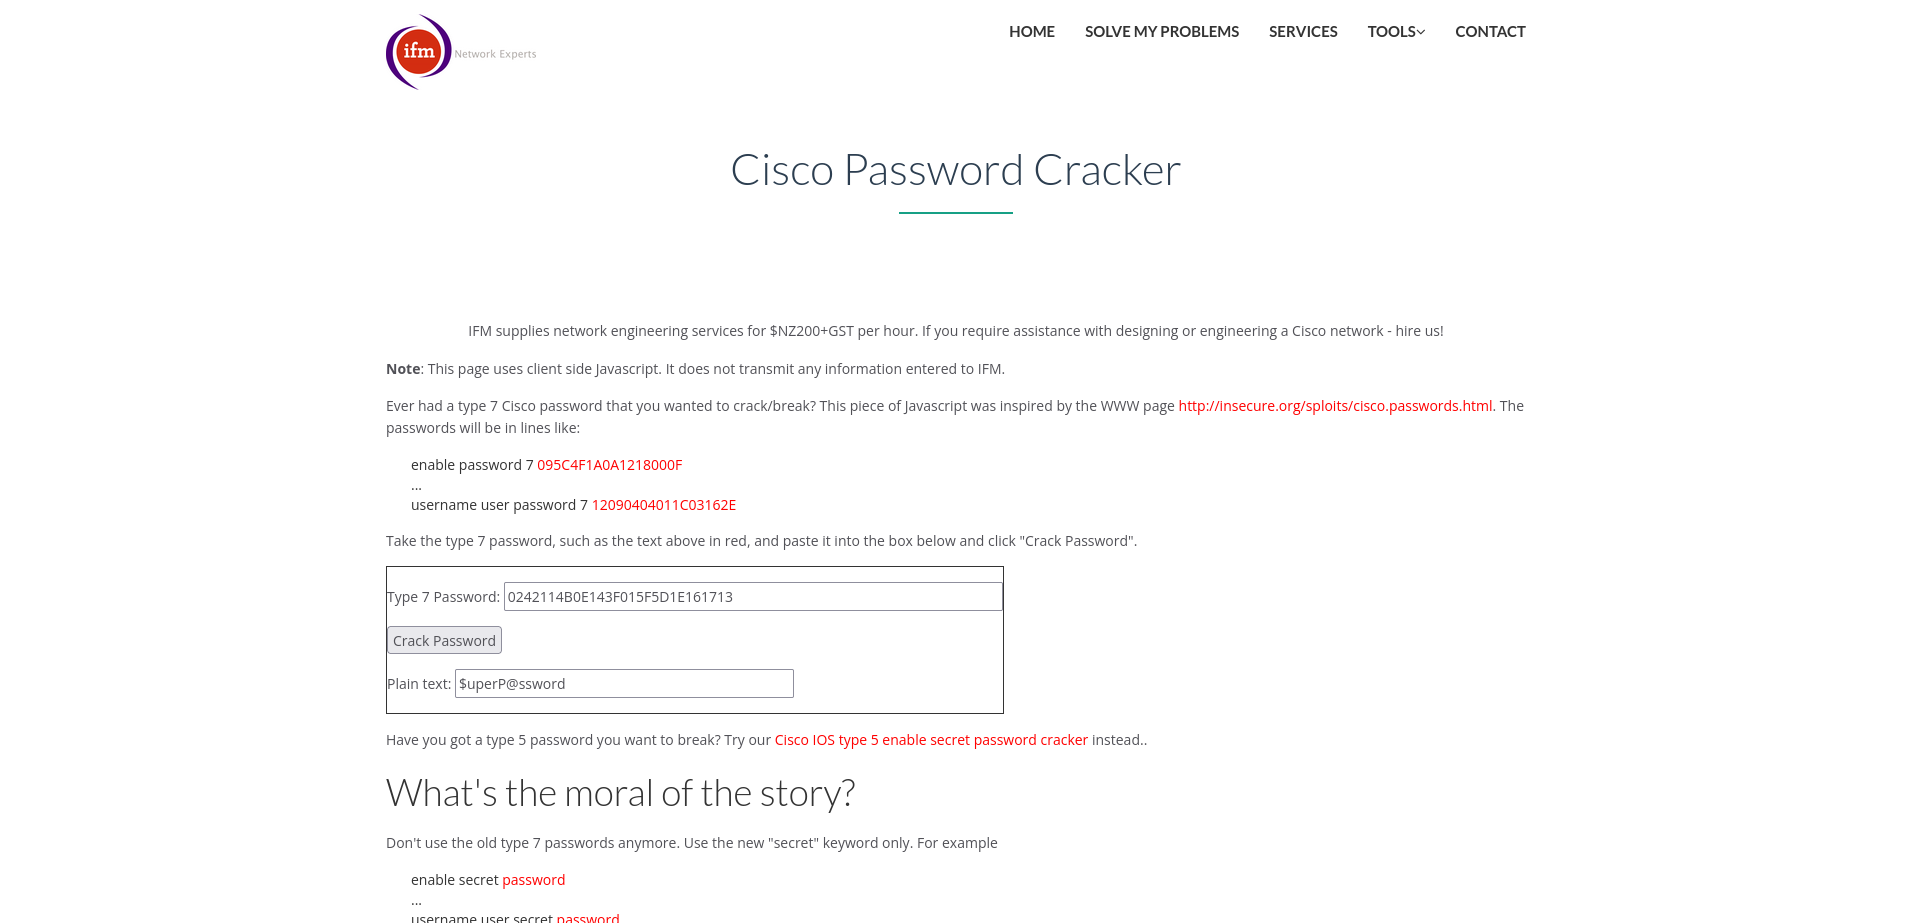 ifm Network Experts
HOME SOLVE MY PROBLEMS SERVICES TOOLS CONTACT
Cisco Password Cracker
IFM supplies network engineering services for $NZ200+GST per hour. If you require assistance with designing or engineering a Cisco network - hire us!
Note: This page uses client side Javascript. It does not transmit any information entered to IFM.
Ever had a type 7 Cisco password that you wanted to crack/break? This piece of Javascript was inspired by the WWW page http://insecure.org/sploits/cisco.passwords.html. The
passwords will be in lines like:
enable password 7 095C4F1A0A1218000F
...
username user password 7 12090404011C03162E
Take the type 7 password, such as the text above in red, and paste it into the box below and click "Crack Password".
Type 7 Password: 0242114B0E143F015F5D1E161713
Crack Password
Plain text: $uperP@ssword
Have you got a type 5 password you want to break? Try our Cisco IOS type 5 enable secret password cracker instead..
What's the moral of the story?
Don't use the old type 7 passwords anymore. Use the new "secret" keyword only. For example
enable secret password
...
username user secret password